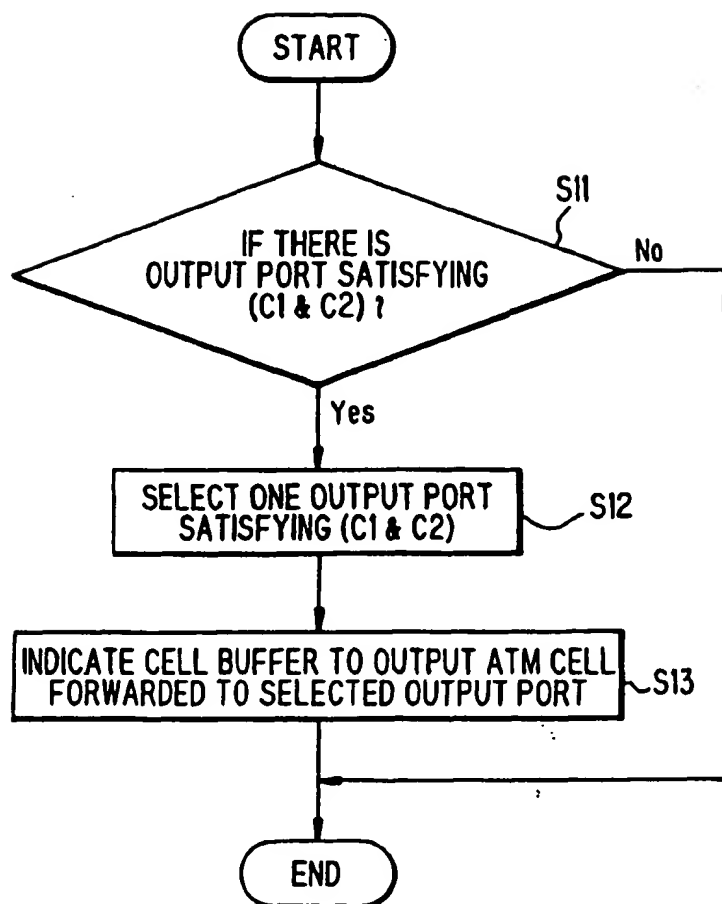 START
S11
IF THERE IS
OUTPUT PORT SATISFYING
(C1 & C2) ?
No
Yes
SELECT ONE OUTPUT PORT
SATISFYING (C1 & C2)
S12
INDICATE CELL BUFFER TO OUTPUT ATM CELL
FORWARDED TO SELECTED OUTPUT PORT
S13
END